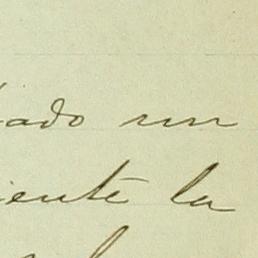 ado un
iente la